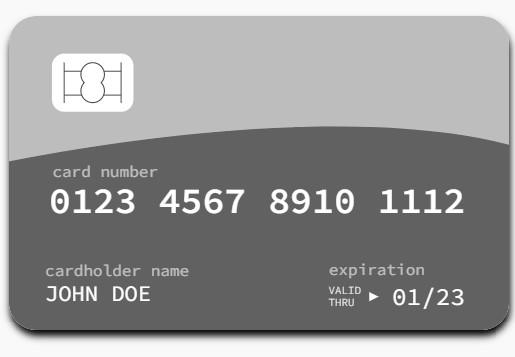 card number
0123 4567 8910 1112
cardholder name
JOHN DOE
expiration
VALID
THRU ▶ 01/23